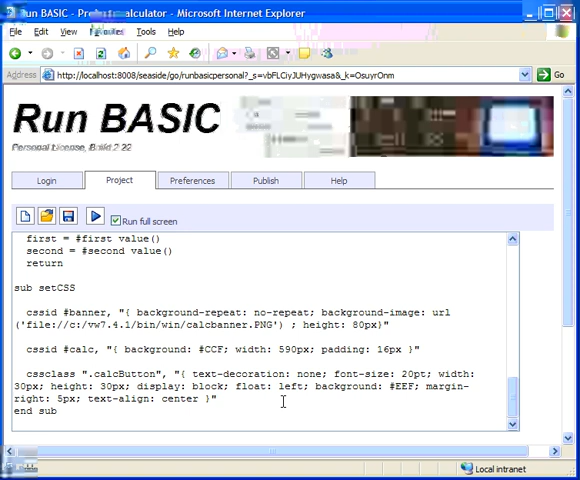 Run BASIC - Project calculator - Microsoft Internet Explorer
File Edit View Favorites Tools Help
Address http://localhost:8008/seaside/go/runbasicpersonal?_s=vbFLCiyJUHygwasa&_k=OsuyrOnm Go
Run BASIC
Personal License, Build 2 22
Login Project Preferences Publish Help
Run full screen
first = #first value()
second = #second value()
return
sub setCSS
cssid #banner, "{ background-repeat: no-repeat; background-image: url
('file://c:/vw7.4.1/bin/win/calcbanner.PNG') ; height: 80px}"
cssid #calc, "{ background: #CCF; width: 590px; padding: 16px }"
cssclass ".calcButton", "{ text-decoration: none; font-size: 20pt; width:
30px; height: 30px; display: block; float: left; background: #EEF; margin-
right: 5px; text-align: center }"
end sub
Local intranet